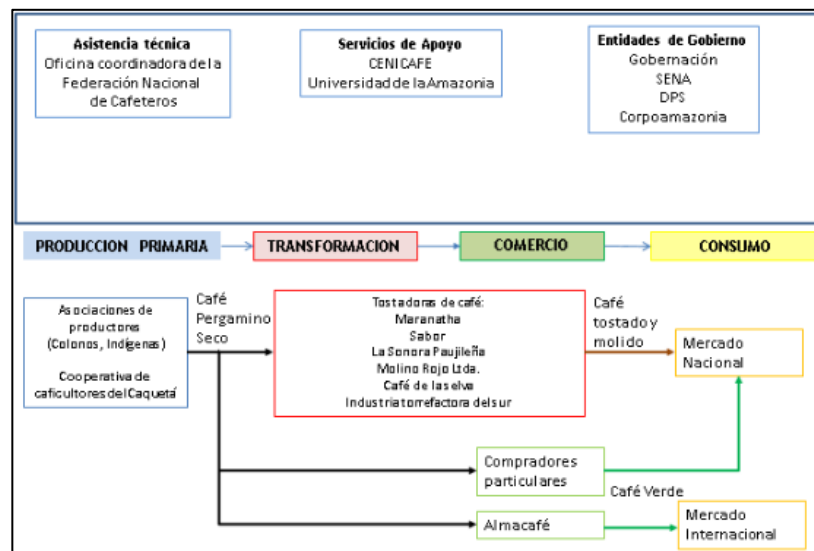 Asistencia técnica
Oficina coordinadora de la
Federación Nacional
de Cafeteros
Servicios de Apoyo
CENICAFE
Universidad de la Amazonia
Entidades de Gobierno
Gobernación
SENA
DPS
Corpoamazonia
PRODUCCION PRIMARIA
TRANSFORMACION
COMERCIO
CONSUMO
Asociaciones de
productores
(Colonos, Indígenas)
Cooperativa de
caficultores del Caquetá
Café
Pergamino
Seco
Tostadoras de café:
Maranatha
Sabor
La Sonora Paujileña
Molino Rojo Ltda.
Café de la selva
Industria torrefactora del sur
Café
tostado y
molido
Mercado
Nacional
Compradores
particulares
Café Verde
Almacafé
Mercado
Internacional